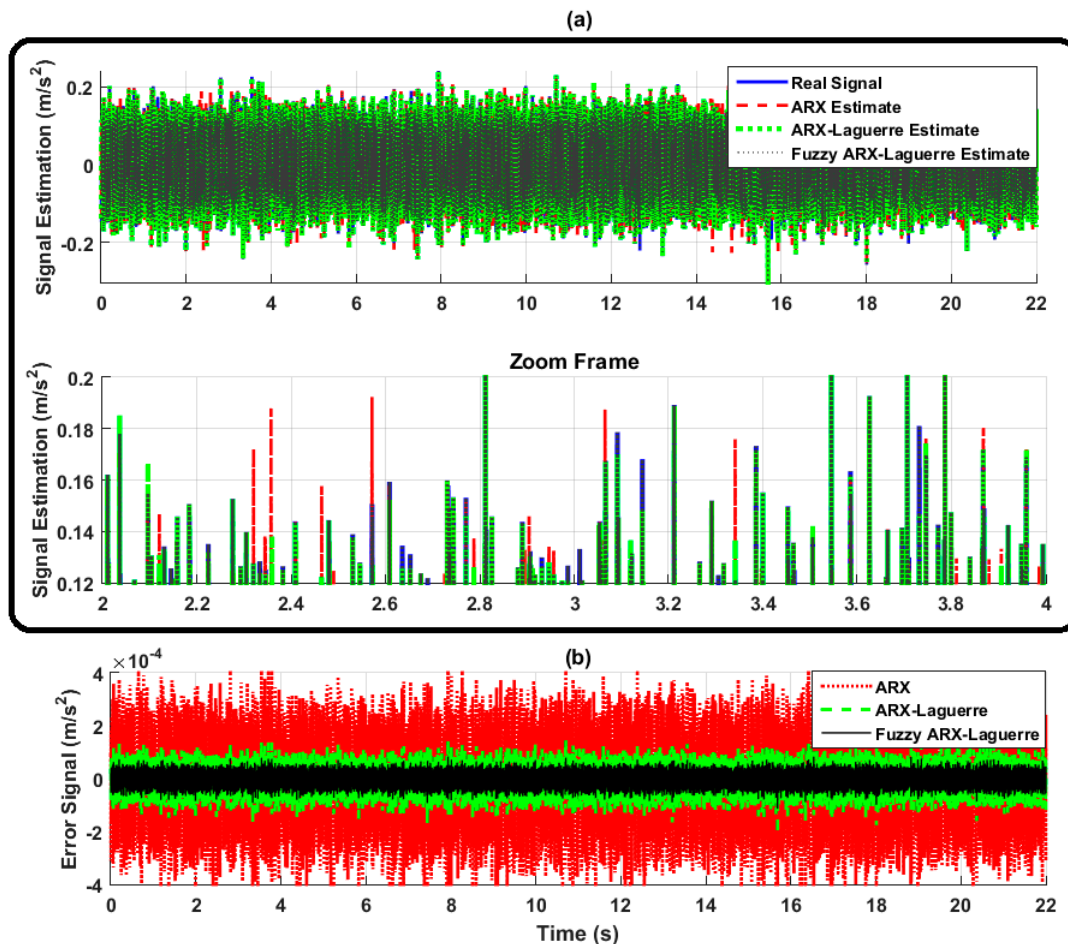 (a)
Signal Estimation (m/s²)
0.2
0
-0.2
Real Signal
ARX Estimate
ARX-Laguerre Estimate
Fuzzy ARX-Laguerre Estimate
0 2 4 6 8 10 12 14 16 18 20 22
Zoom Frame
Signal Estimation (m/s²)
0.2
0.18
0.16
0.14
0.12
2 2.2 2.4 2.6 2.8 3 3.2 3.4 3.6 3.8 4
(b)
×10⁻⁴
Error Signal (m/s²)
4
2
0
-2
-4
ARX
ARX-Laguerre
Fuzzy ARX-Laguerre
0 2 4 6 8 10 12 14 16 18 20 22
Time (s)